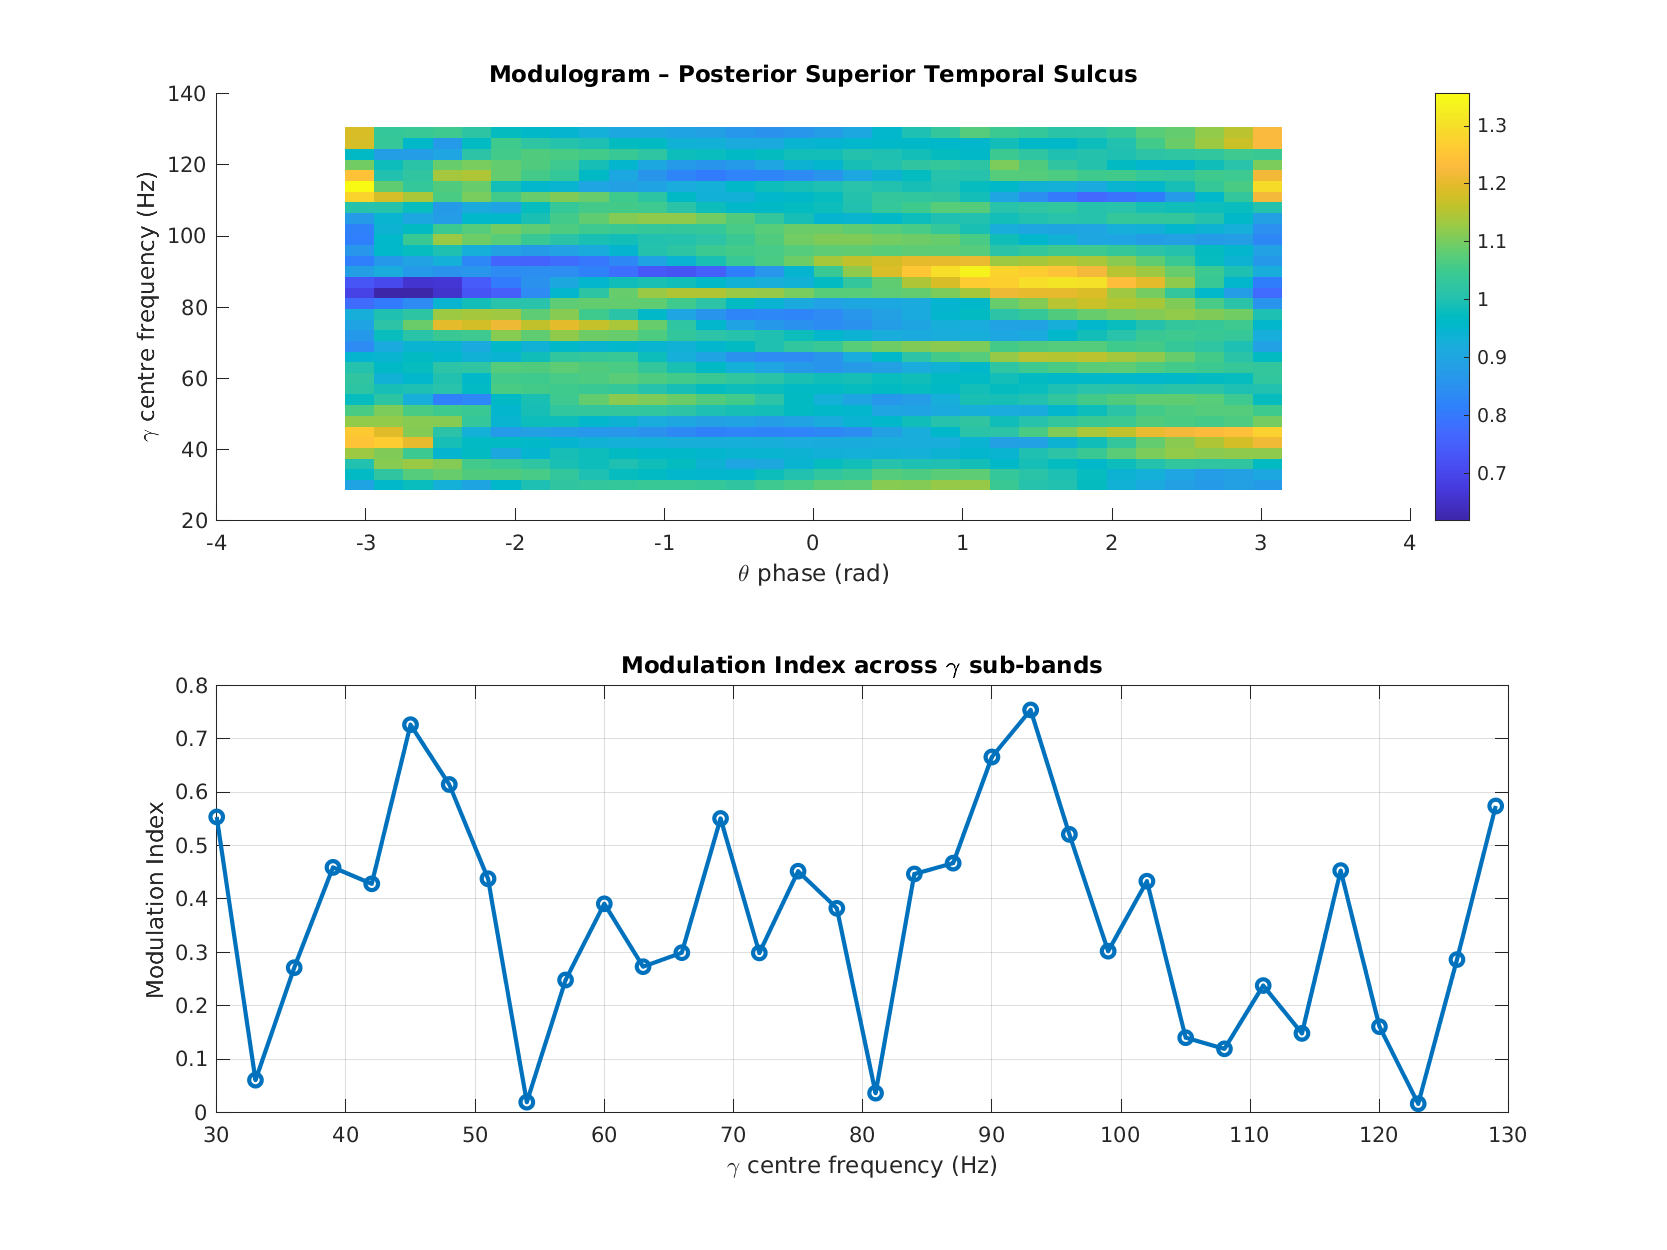 Modulogram – Posterior Superior Temporal Sulcus
γ centre frequency (Hz)
140
120
100
80
60
40
20
-4 -3 -2 -1 0 1 2 3 4
θ phase (rad)
1.3
1.2
1.1
1
0.9
0.8
0.7
Modulation Index across γ sub-bands
Modulation Index
0.8
0.7
0.6
0.5
0.4
0.3
0.2
0.1
0
30 40 50 60 70 80 90 100 110 120 130
γ centre frequency (Hz)